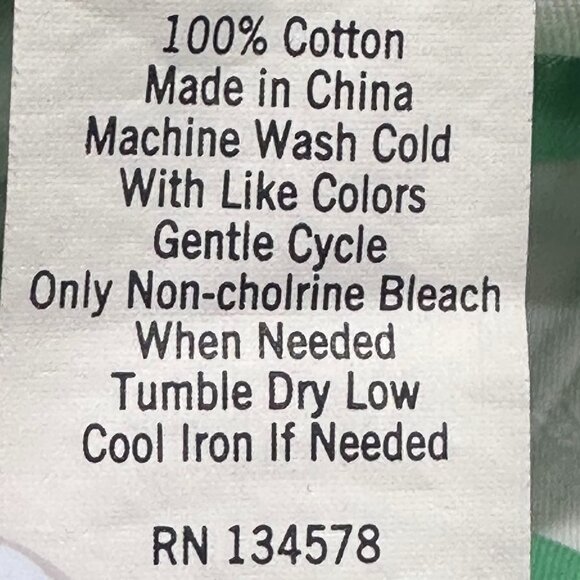 100% Cotton
Made in China
Machine Wash Cold
With Like Colors
Gentle Cycle
Only Non-cholrine Bleach
When Needed
Tumble Dry Low
Cool Iron If Needed
RN 134578